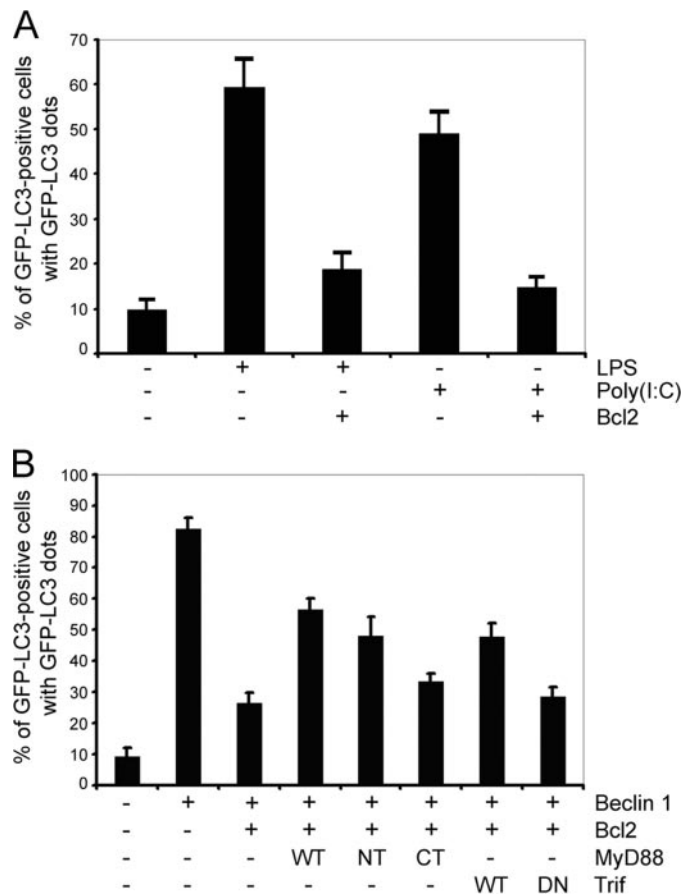 A
% of GFP-LC3-positive cells
with GFP-LC3 dots
70
60
50
40
30
20
10
0
- + + - - LPS
- - - + + Poly(I:C)
- - + - + Bcl2
B
% of GFP-LC3-positive cells
with GFP-LC3 dots
100
90
80
70
60
50
40
30
20
10
0
- + + + + + + + Beclin 1
- - + + + + + + Bcl2
- - - WT NT CT - - MyD88
- - - - - - WT DN Trif